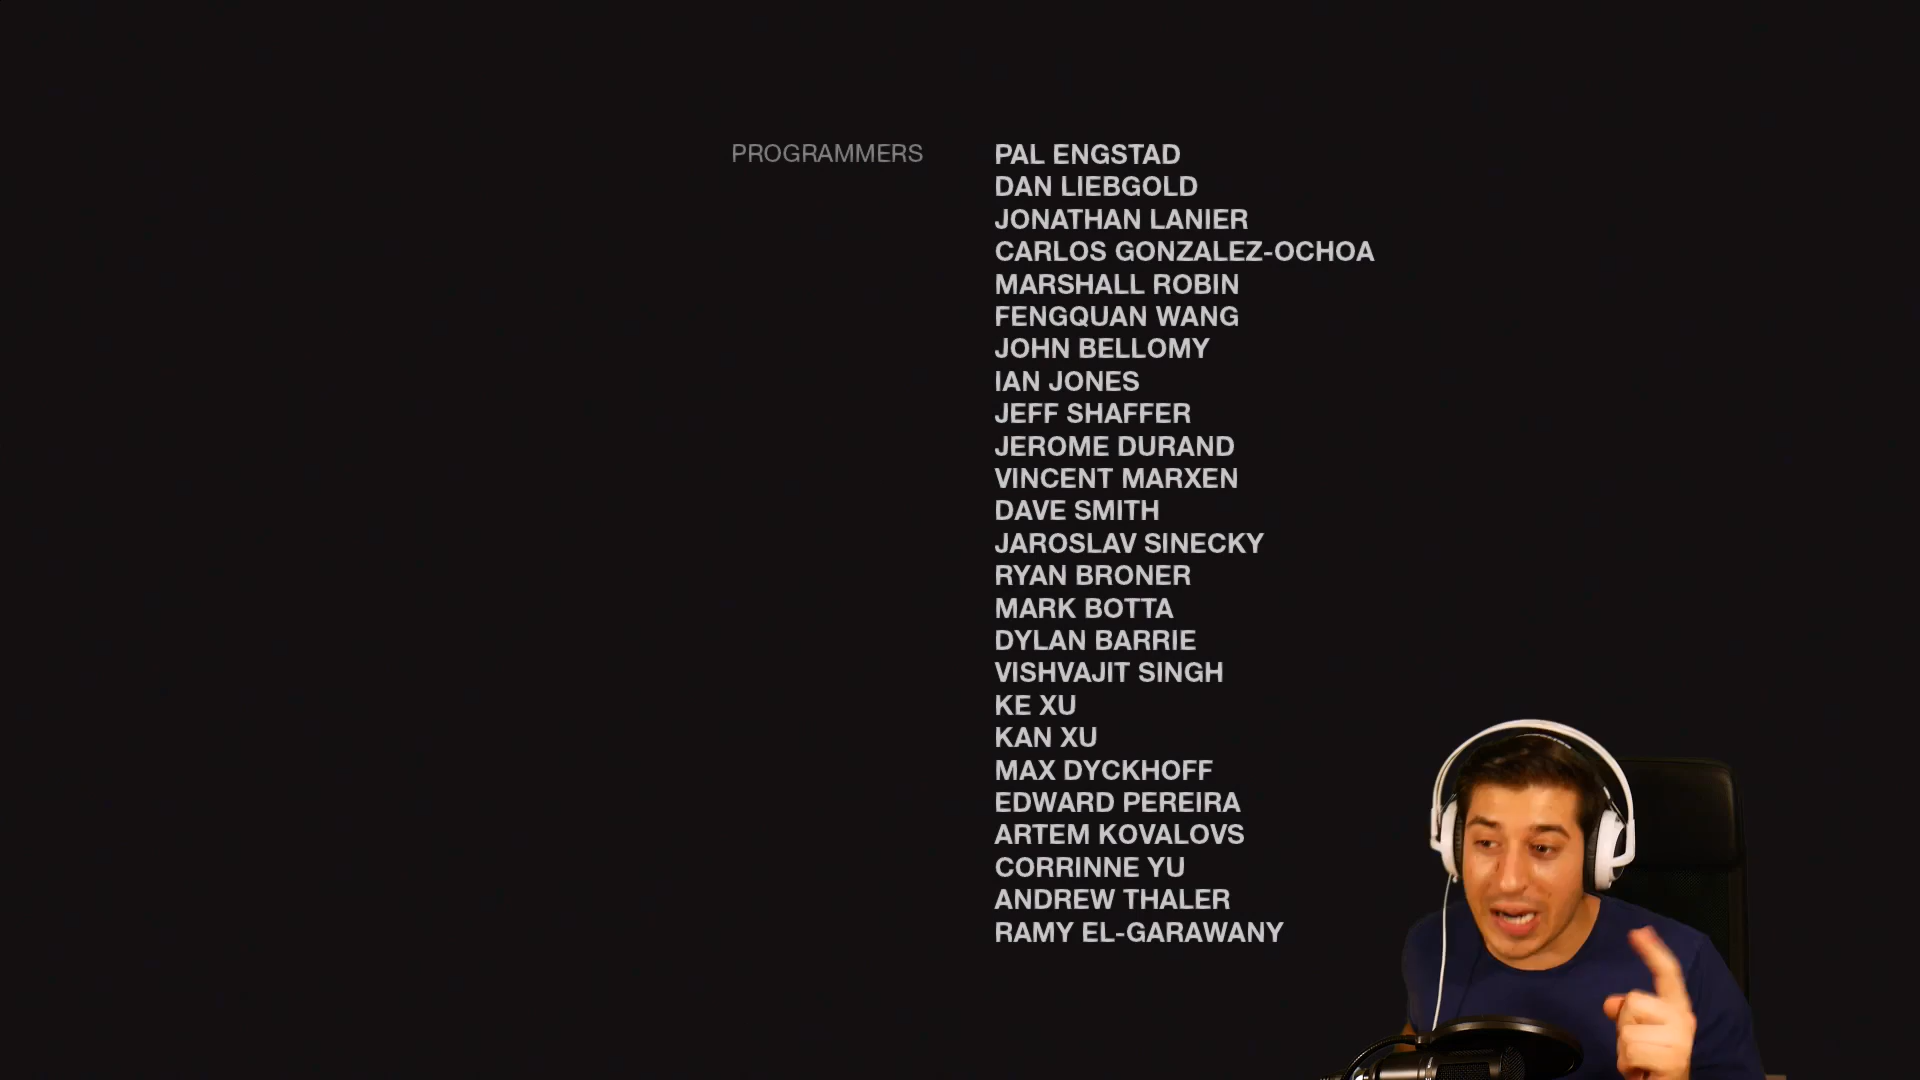 PROGRAMMERS
PAL ENGSTAD
DAN LIEBGOLD
JONATHAN LANIER
CARLOS GONZALEZ-OCHOA
MARSHALL ROBIN
FENGQUAN WANG
JOHN BELLOMY
IAN JONES
JEFF SHAFFER
JEROME DURAND
VINCENT MARXEN
DAVE SMITH
JAROSLAV SINECKY
RYAN BRONER
MARK BOTTA
DYLAN BARRIE
VISHVAJIT SINGH
KE XU
KAN XU
MAX DYCKHOFF
EDWARD PEREIRA
ARTEM KOVALOVS
CORRINNE YU
ANDREW THALER
RAMY EL-GARAWANY